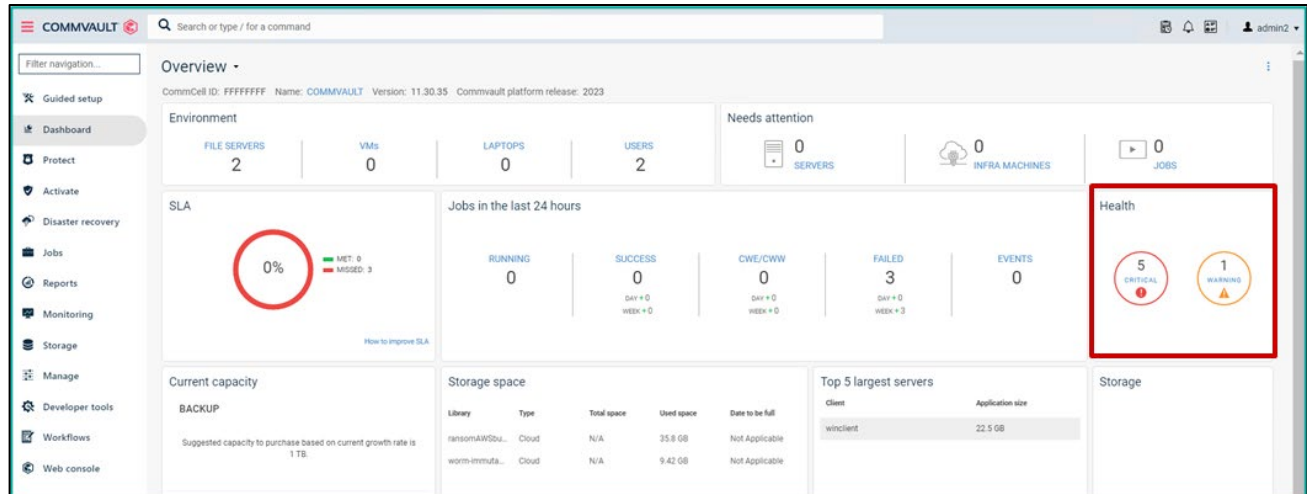 COMMVAULT
Search or type / for a command
admin2
Filter navigation...
Guided setup
Dashboard
Protect
Activate
Disaster recovery
Jobs
Reports
Monitoring
Storage
Manage
Developer tools
Workflows
Web console
Overview
CommCell ID: FFFFFFFF Name: COMMVAULT Version: 11.30.35 Commvault platform release: 2023
Environment
FILE SERVERS VMs LAPTOPS USERS
2 0 0 2
Needs attention
0 SERVERS
0 INFRA MACHINES
0 JOBS
SLA
0%
MET: 0
MISSED: 3
How to improve SLA
Jobs in the last 24 hours
RUNNING SUCCESS CWE/CWW FAILED EVENTS
0 0 0 3 0
DAY + 0 DAY + 0 DAY + 0
WEEK + 0 WEEK + 0 WEEK + 3
Health
5 CRITICAL
1 WARNING
Current capacity
BACKUP
Suggested capacity to purchase based on current growth rate is
1 TB.
Storage space
Library Type Total space Used space Date to be full
ransomAWSbu... Cloud N/A 35.8 GB Not Applicable
worm-immuta... Cloud N/A 9.42 GB Not Applicable
Top 5 largest servers
Client Application size
winclient 22.5 GB
Storage